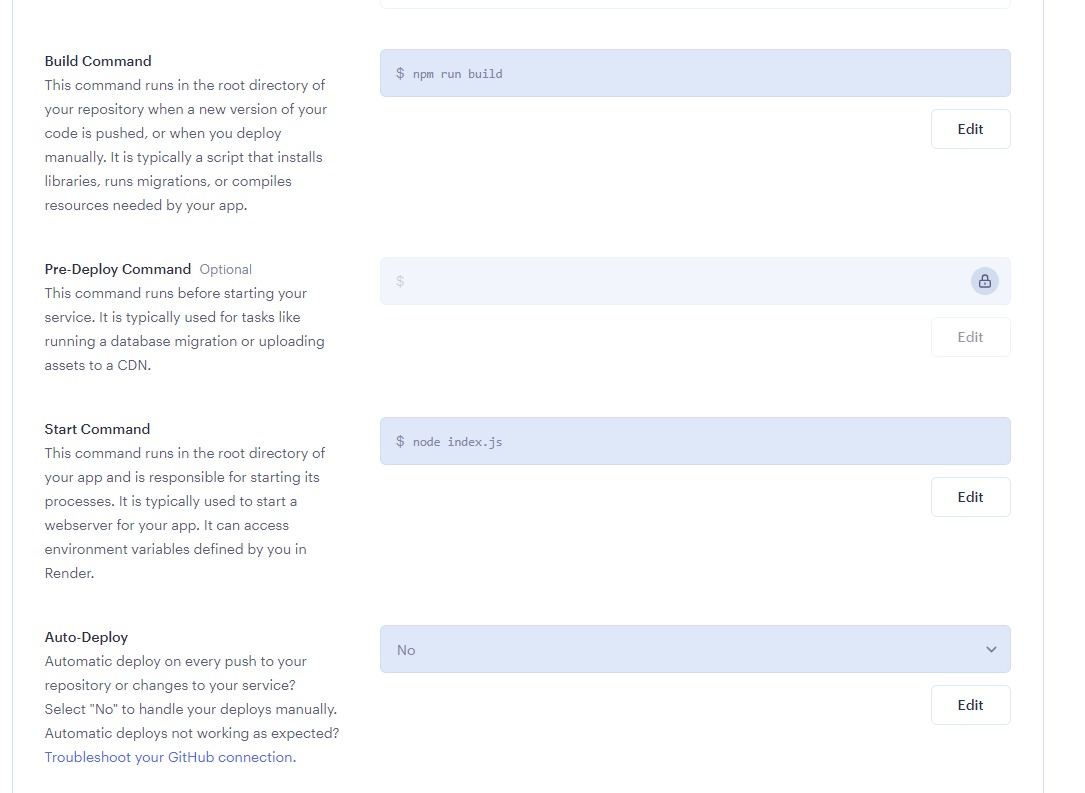 Build Command
This command runs in the root directory of
your repository when a new version of your
code is pushed, or when you deploy
manually. It is typically a script that installs
libraries, runs migrations, or compiles
resources needed by your app.
$ npm run build
Edit
Pre-Deploy Command Optional
This command runs before starting your
service. It is typically used for tasks like
running a database migration or uploading
assets to a CDN.
$
Edit
Start Command
This command runs in the root directory of
your app and is responsible for starting its
processes. It is typically used to start a
webserver for your app. It can access
environment variables defined by you in
Render.
$ node index.js
Edit
Auto-Deploy
Automatic deploy on every push to your
repository or changes to your service?
Select "No" to handle your deploys manually.
Automatic deploys not working as expected?
Troubleshoot your GitHub connection.
No
Edit